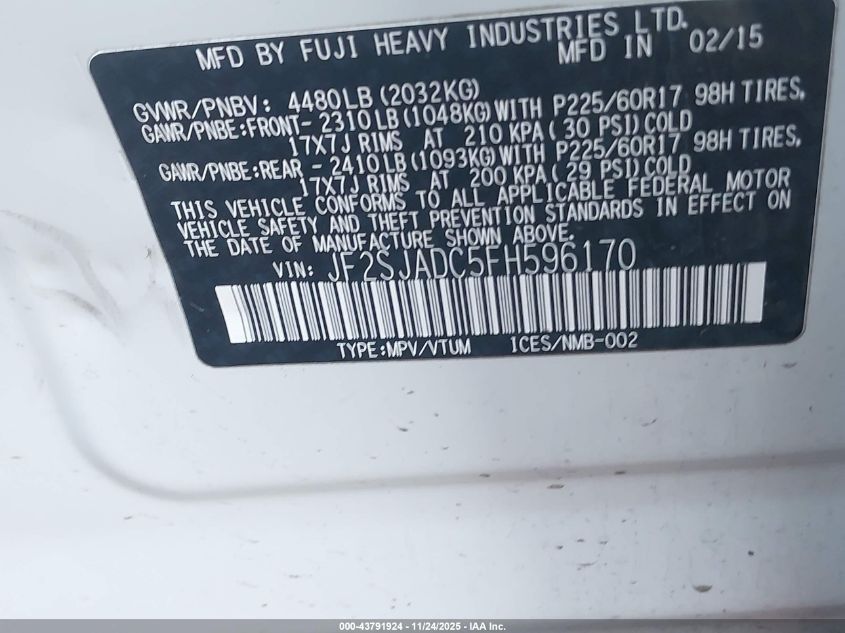 MFD BY FUJI HEAVY INDUSTRIES LTD.
MFD IN 02/15
GVWR/PNBV: 4480LB (2032KG)
GAWR/PNBE:FRONT- 2310LB (1048KG)WITH P225/60R17 98H TIRES,
17X7J RIMS AT 210 KPA( 30 PSI)COLD
GAWR/PNBE:REAR - 2410LB (1093KG)WITH P225/60R17 98H TIRES,
17X7J RIMS AT 200 KPA(29 PSI)COLD
THIS VEHICLE CONFORMS TO ALL APPLICABLE FEDERAL MOTOR
VEHICLE SAFETY AND THEFT PREVENTION STANDARDS IN EFFECT ON
THE DATE OF MANUFACTURE SHOWN ABOVE.
VIN: JF2SJADC5FH596170
TYPE:MPV/VTUM ICES/NMB-002
000-43791924 - 11/24/2025 - IAA Inc.